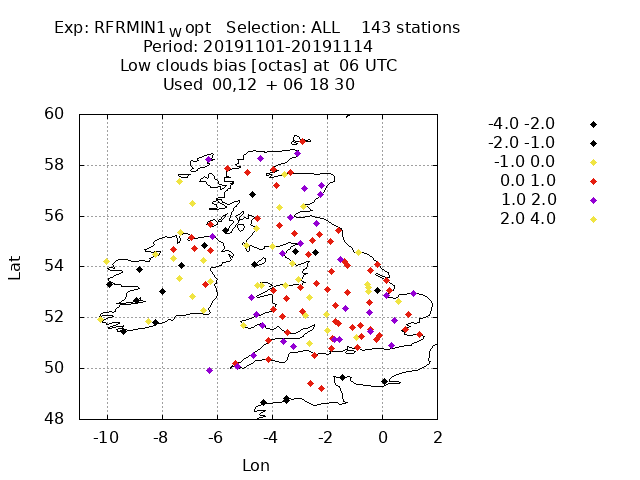 Exp: RFRMIN1 W opt Selection: ALL 143 stations
Period: 20191101-20191114
Low clouds bias [octas] at 06 UTC
Used 00,12 + 06 18 30
60
58
56
54
52
50
48
-10 -8 -6 -4 -2 0 2
Lat
Lon
-4.0 -2.0
-2.0 -1.0
-1.0 0.0
0.0 1.0
1.0 2.0
2.0 4.0